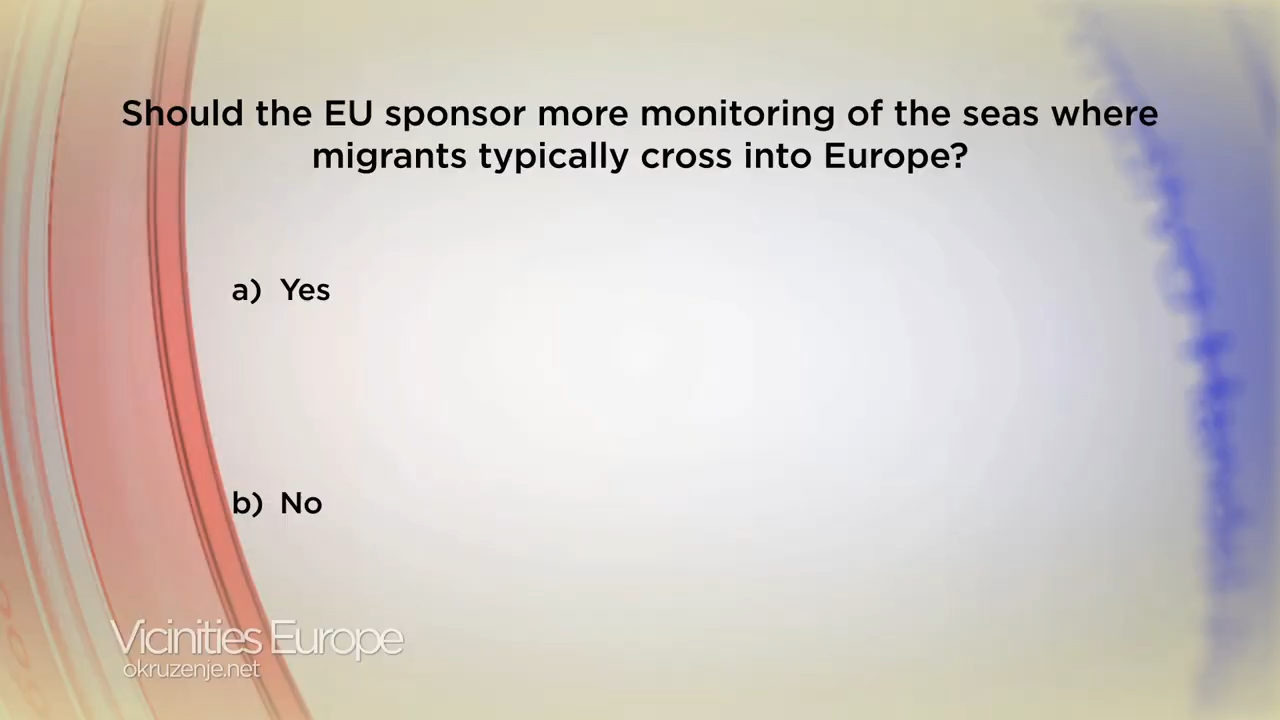 Should the EU sponsor more monitoring of the seas where
migrants typically cross into Europe?
a) Yes
b) No
Vicinities Europe
okruzenje.net